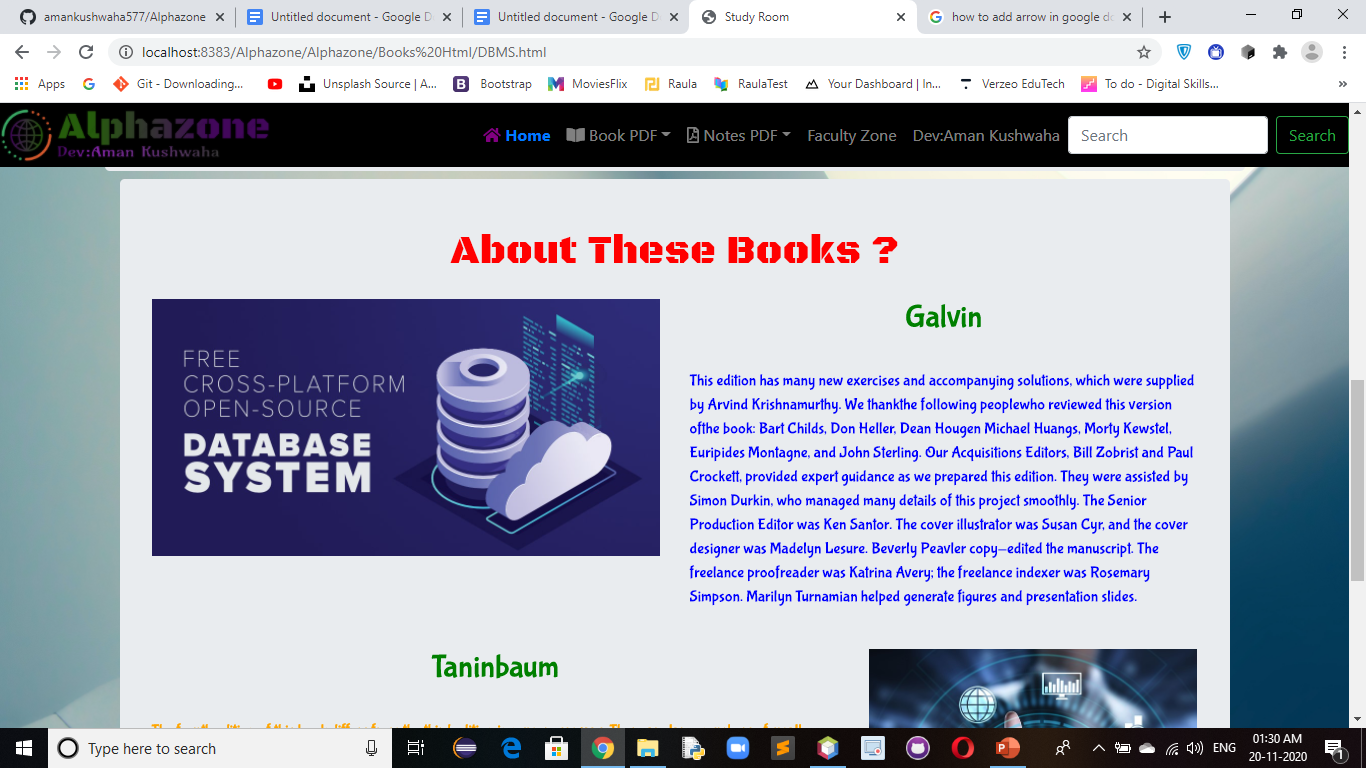 amankushwaha577/Alphazone
Untitled document - Google D
Untitled document - Google D
Study Room
how to add arrow in google do
localhost:8383/Alphazone/Alphazone/Books%20Html/DBMS.html
Apps
Git - Downloading...
Unsplash Source | A...
Bootstrap
MoviesFlix
Raula
RaulaTest
Your Dashboard | In...
Verzeo EduTech
To do - Digital Skills...
»
Alphazone
Dev:Aman Kushwaha
Home
Book PDF
Notes PDF
Faculty Zone
Dev:Aman Kushwaha
Search
Search
About These Books ?
FREE
CROSS-PLATFORM
OPEN-SOURCE
DATABASE
SYSTEM
Galvin
This edition has many new exercises and accompanying solutions, which were supplied
by Arvind Krishnamurthy. We thankthe following peoplewho reviewed this version
ofthe book: Bart Childs, Don Heller, Dean Hougen Michael Huangs, Morty Kewstel,
Euripides Montagne, and John Sterling. Our Acquisitions Editors, Bill Zobrist and Paul
Crockett, provided expert guidance as we prepared this edition. They were assisted by
Simon Durkin, who managed many details of this project smoothly. The Senior
Production Editor was Ken Santor. The cover illustrator was Susan Cyr, and the cover
designer was Madelyn Lesure. Beverly Peavler copy-edited the manuscript. The
freelance proofreader was Katrina Avery; the freelance indexer was Rosemary
Simpson. Marilyn Turnamian helped generate figures and presentation slides.
Taninbaum
Type here to search
ENG
01:30 AM
20-11-2020
1